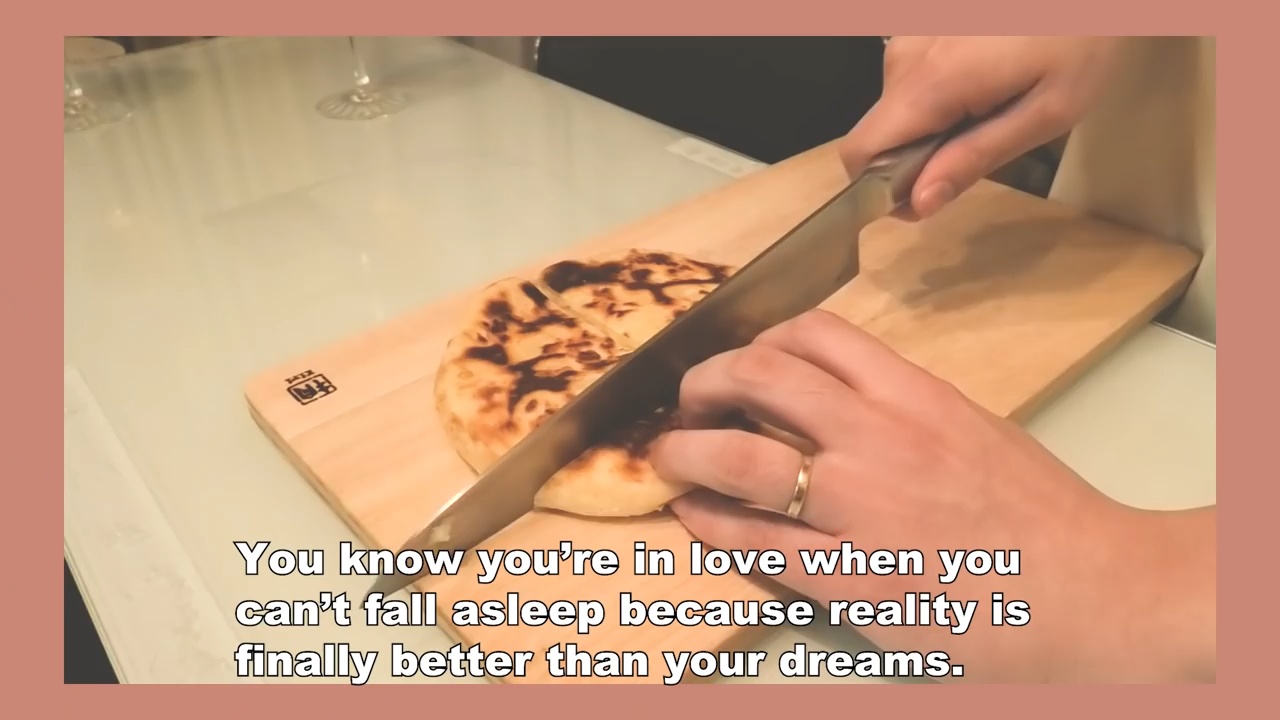 You know you’re in love when you
can’t fall asleep because reality is
finally better than your dreams.